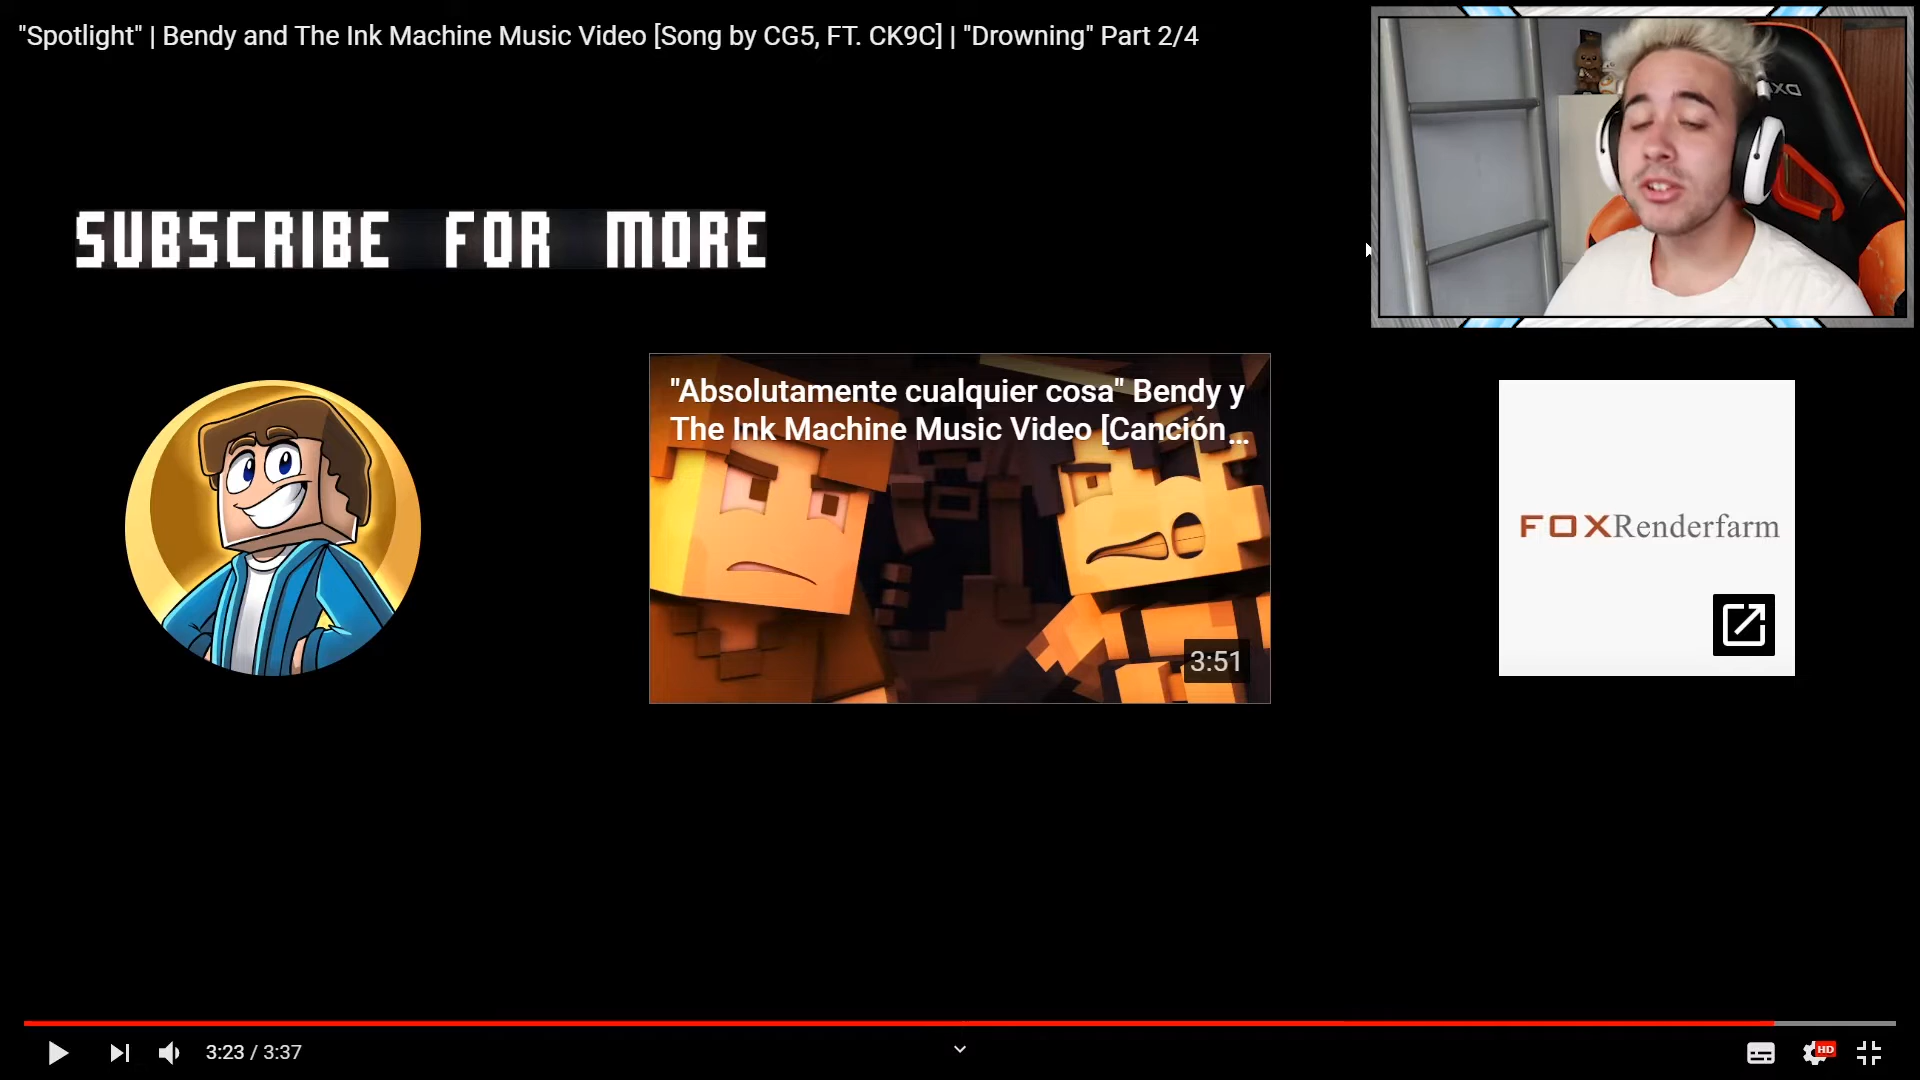 "Spotlight" | Bendy and The Ink Machine Music Video [Song by CG5, FT. CK9C] | "Drowning" Part 2/4
SUBSCRIBE FOR MORE
"Absolutamente cualquier cosa" Bendy y
The Ink Machine Music Video [Canción...
3:51
FOXRenderfarm
3:23 / 3:37
HD